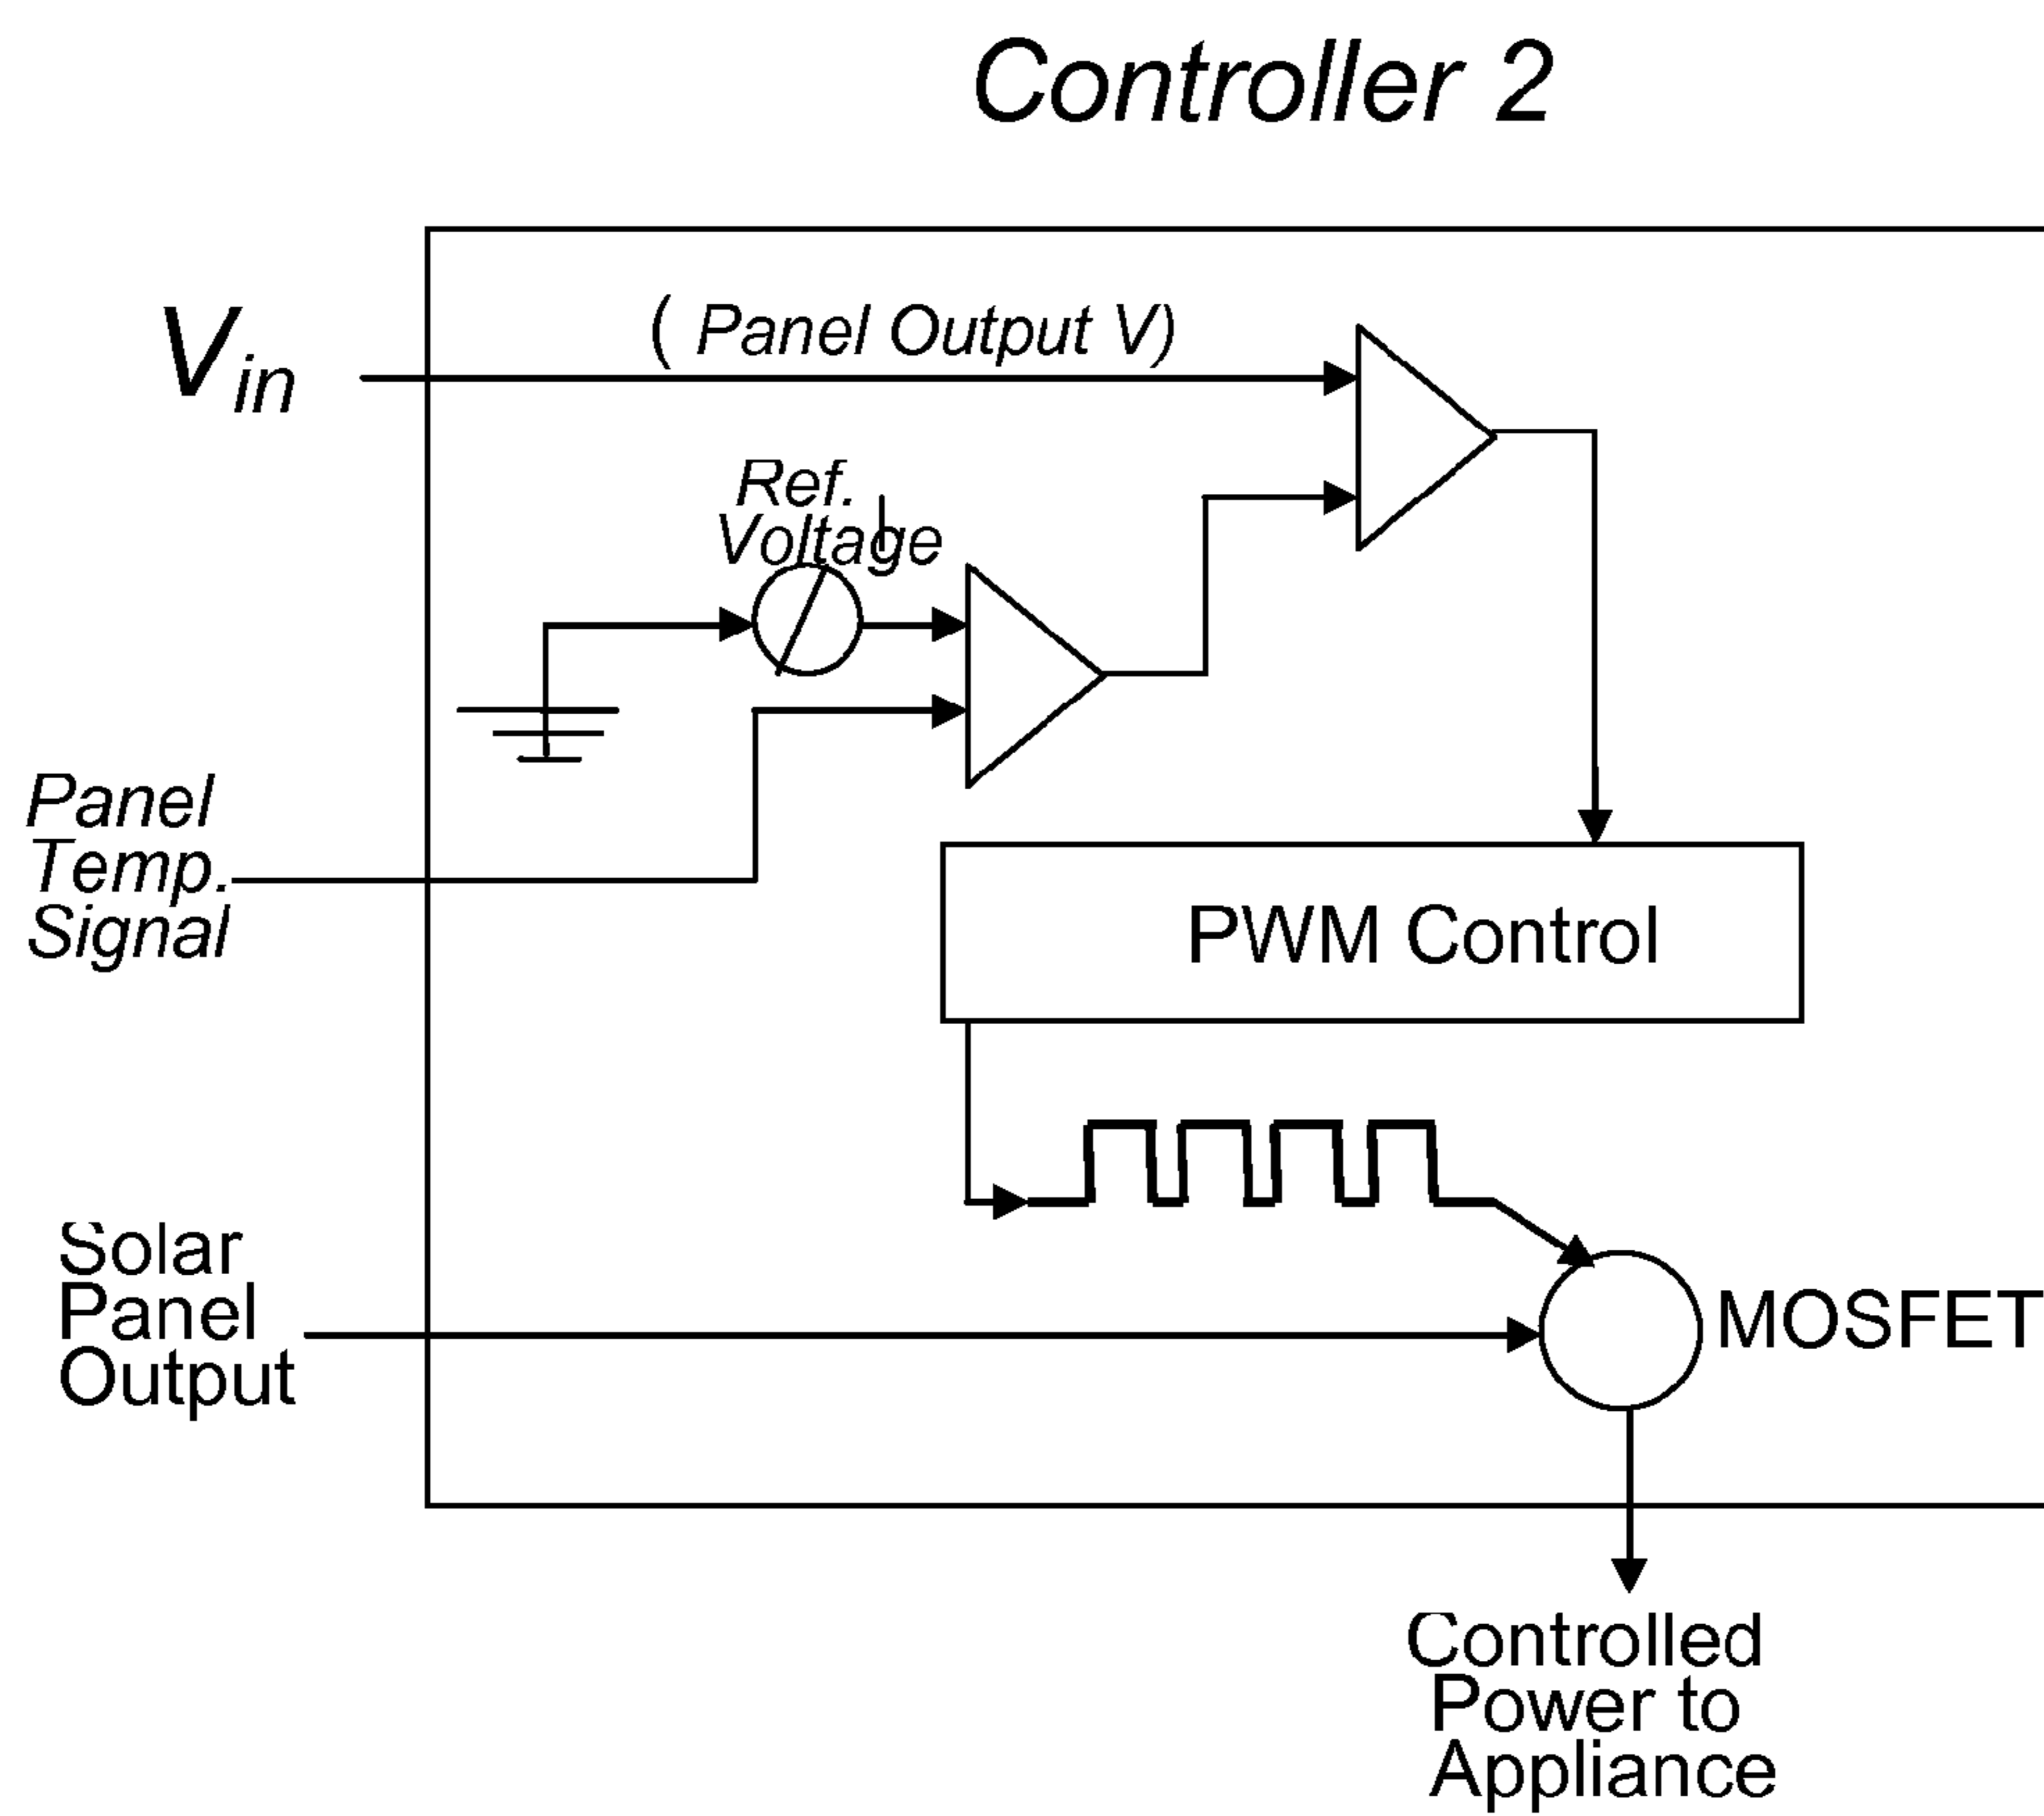 Controller 2
V in
( Panel Output V)
Ref.
Voltage
Panel
Temp.
Signal
PWM Control
Solar
Panel
Output
MOSFET
Controlled
Power to
Appliance